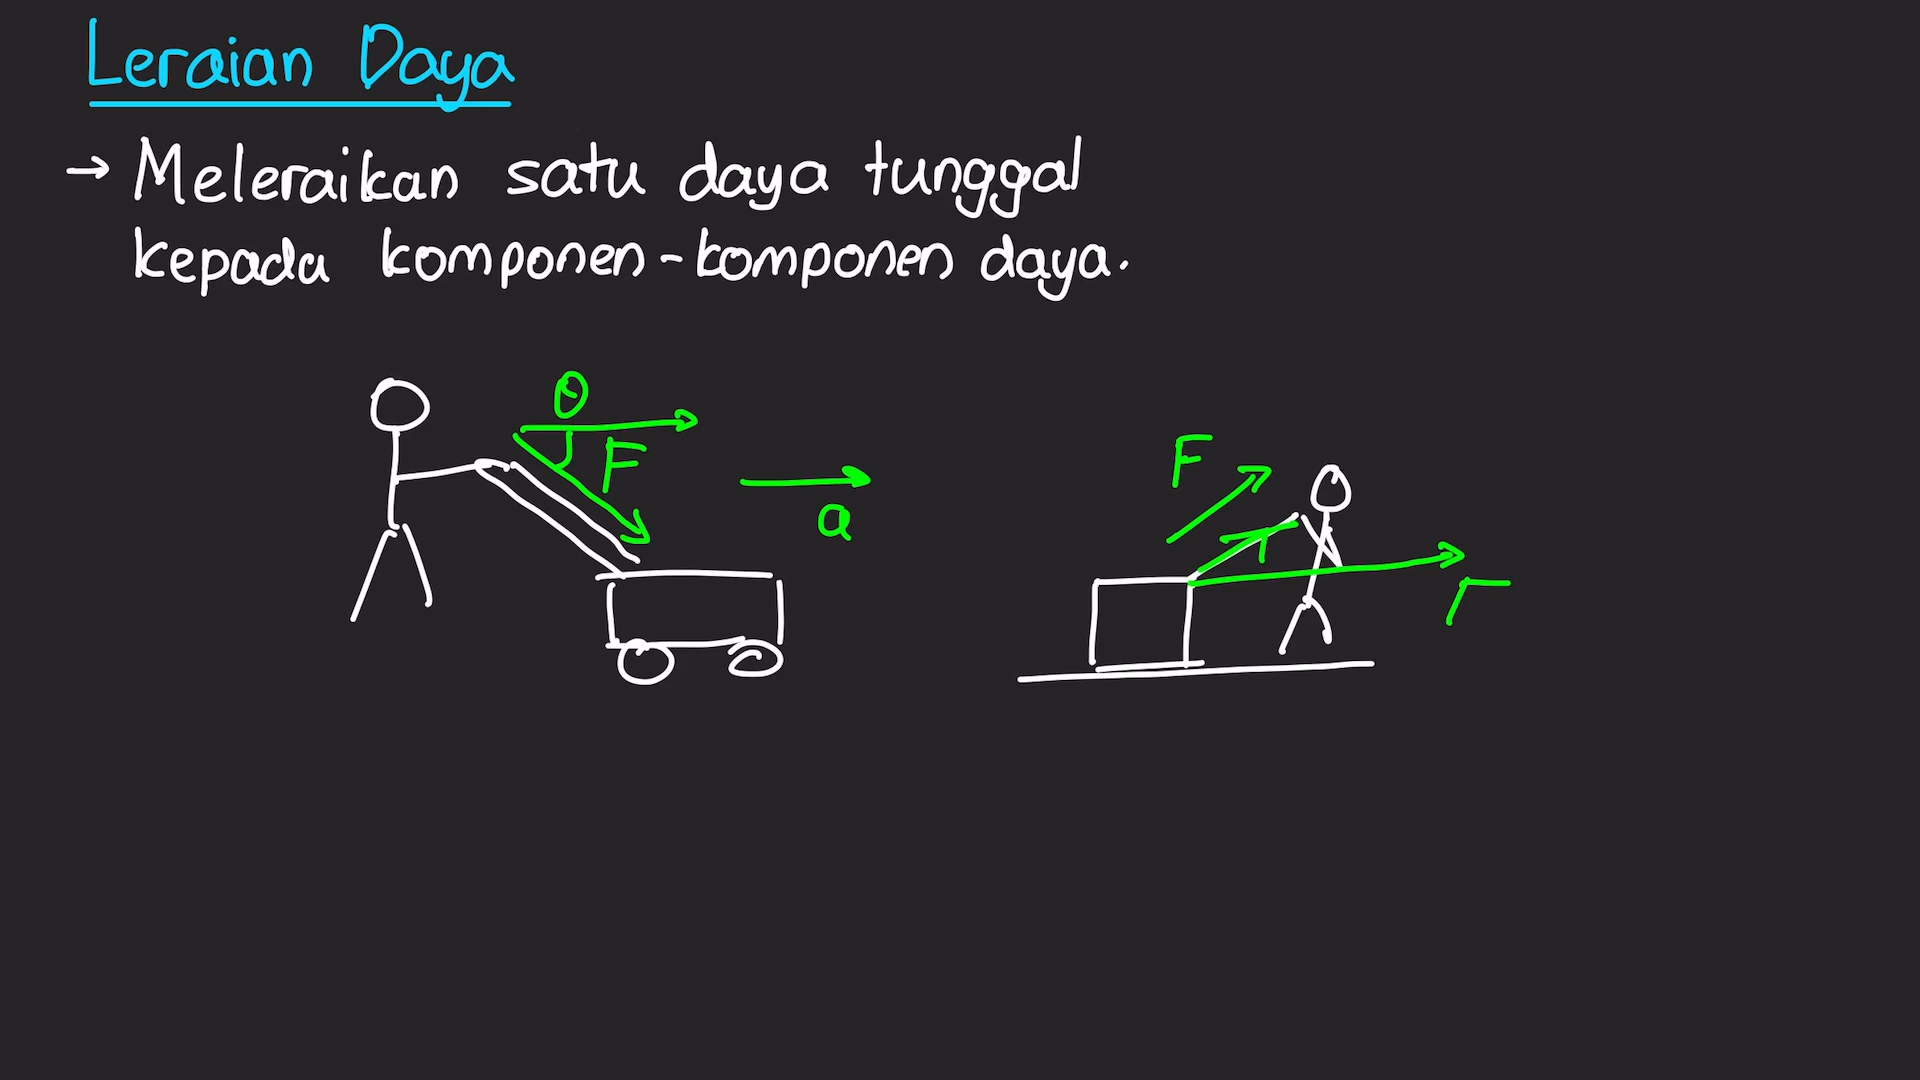 Leraian Daya
→ Meleraikan satu daya tunggal
kepada komponen-komponen daya.
θ
F
a
F